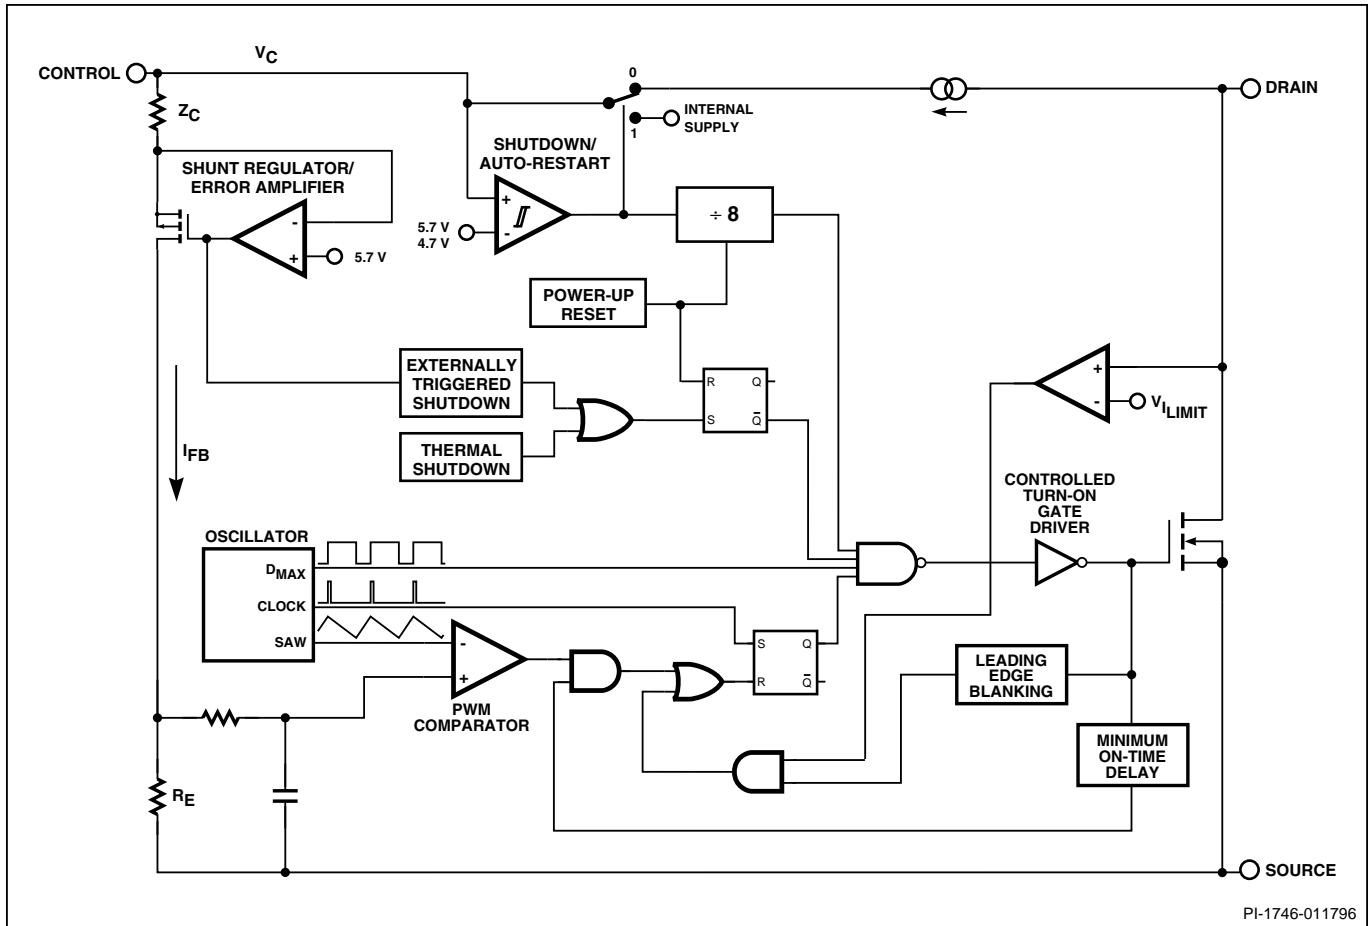 V_C
CONTROL
0
DRAIN
Z_C
INTERNAL
SUPPLY
1
SHUTDOWN/
AUTO-RESTART
SHUNT REGULATOR/
ERROR AMPLIFIER
+
-
÷ 8
5.7 V
4.7 V
-
+
5.7 V
POWER-UP
RESET
EXTERNALLY
TRIGGERED
SHUTDOWN
R
Q
S
Q̅
+
-
V_I_LIMIT
THERMAL
SHUTDOWN
I_FB
CONTROLLED
TURN-ON
GATE
DRIVER
OSCILLATOR
D_MAX
CLOCK
SAW
-
+
PWM
COMPARATOR
S
Q
R
Q̅
LEADING
EDGE
BLANKING
MINIMUM
ON-TIME
DELAY
R_E
SOURCE
PI-1746-011796